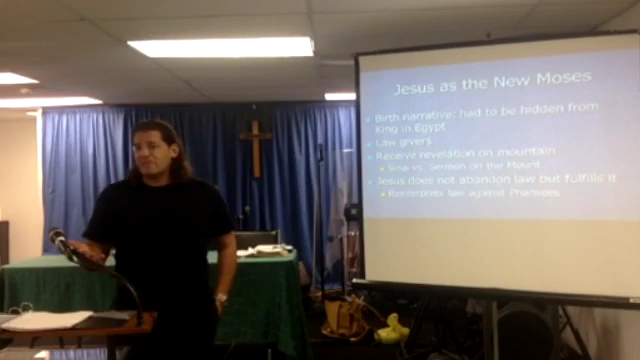 Jesus as the New Moses
Birth narrative: had to be hidden from
King in Egypt
Law givers
Receive revelation on mountain
Sinai vs. Sermon on the Mount
Jesus does not abandon law but fulfills it
Reinterpret law against Pharisees